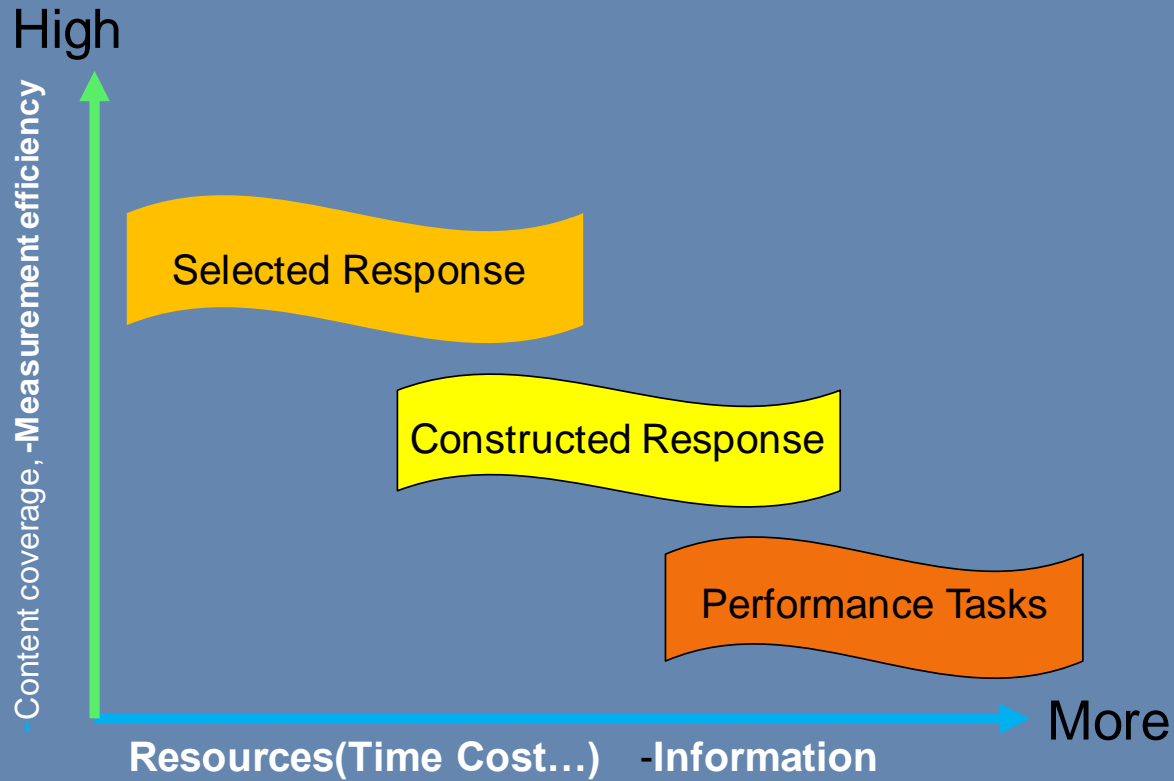 High
-Content coverage, -Measurement efficiency
Selected Response
Constructed Response
Performance Tasks
More
Resources(Time Cost…) -Information